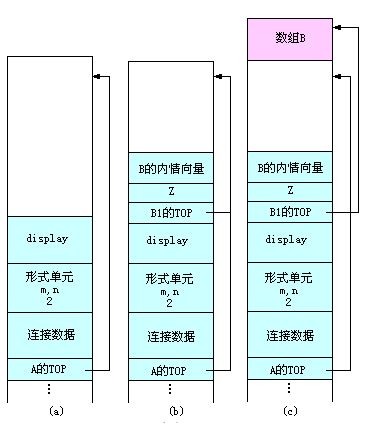 display
形式单元
m,n
2
连接数据
A的TOP
⋮
(a)
B的内情向量
Z
B1的TOP
display
形式单元
m,n
2
连接数据
A的TOP
⋮
(b)
数组B
B的内情向量
Z
B1的TOP
display
形式单元
m,n
2
连接数据
A的TOP
⋮
(c)